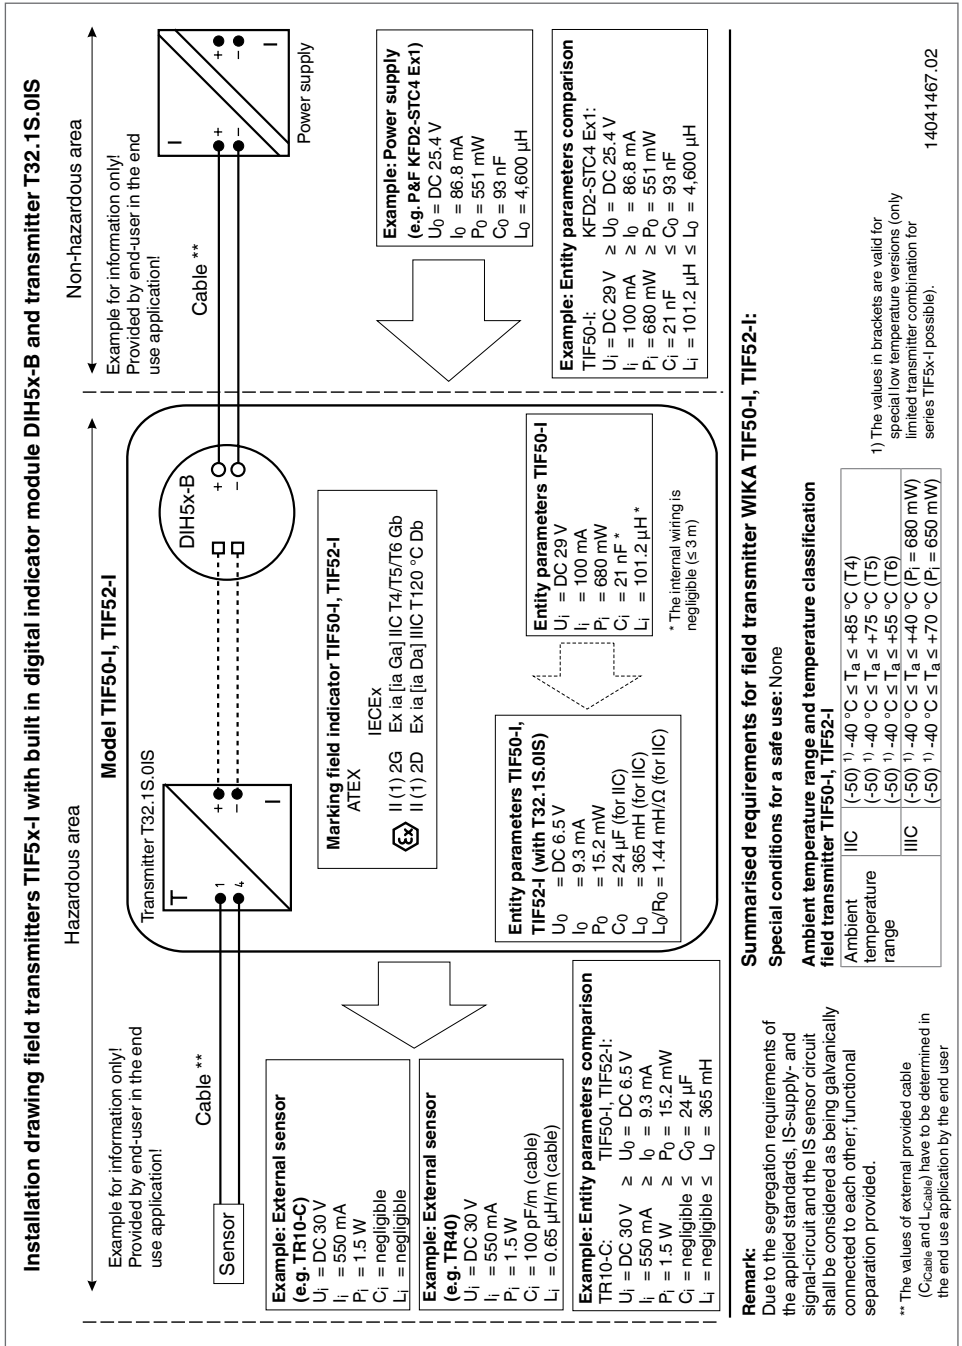 Installation drawing field transmitters TIF5x-I with built in digital indicator module DIH5x-B and transmitter T32.1S.0IS
Hazardous area
Non-hazardous area
Example for information only!
Provided by end-user in the end
use application!
Model TIF50-I, TIF52-I
Example for information only!
Provided by end-user in the end
use application!
Cable **
Sensor
Transmitter T32.1S.0IS
T
1
4
+
–
I
DIH5x-B
+
–
Cable **
I
+
–
+
–
I
Power supply
Example: External sensor
(e.g. TR10-C)
Ui = DC 30 V
Ii = 550 mA
Pi = 1.5 W
Ci = negligible
Li = negligible
Example: External sensor
(e.g. TR40)
Ui = DC 30 V
Ii = 550 mA
Pi = 1.5 W
Ci = 100 pF/m (cable)
Li = 0.65 µH/m (cable)
Example: Entity parameters comparison
TR10-C: TIF50-I, TIF52-I:
Ui = DC 30 V ≥ U0 = DC 6.5 V
Ii = 550 mA ≥ I0 = 9.3 mA
Pi = 1.5 W ≥ P0 = 15.2 mW
Ci = negligible ≤ C0 = 24 µF
Li = negligible ≤ L0 = 365 mH
Marking field indicator TIF50-I, TIF52-I
ATEX IECEx
Ex II (1) 2G Ex ia [ia Ga] IIC T4/T5/T6 Gb
II (1) 2D Ex ia [ia Da] IIIC T120 °C Db
Entity parameters TIF50-I,
TIF52-I (with T32.1S.0IS)
U0 = DC 6.5 V
I0 = 9.3 mA
P0 = 15.2 mW
C0 = 24 µF (for IIC)
L0 = 365 mH (for IIC)
L0/R0 = 1.44 mH/Ω (for IIC)
Entity parameters TIF50-I
Ui = DC 29 V
Ii = 100 mA
Pi = 680 mW
Ci = 21 nF *
Li = 101.2 µH *
* The internal wiring is
negligible (≤ 3 m)
Example: Power supply
(e.g. P&F KFD2-STC4 Ex1)
U0 = DC 25.4 V
I0 = 86.8 mA
P0 = 551 mW
C0 = 93 nF
L0 = 4,600 µH
Example: Entity parameters comparison
TIF50-I: KFD2-STC4 Ex1:
Ui = DC 29 V ≥ U0 = DC 25.4 V
Ii = 100 mA ≥ I0 = 86.8 mA
Pi = 680 mW ≥ P0 = 551 mW
Ci = 21 nF ≤ C0 = 93 nF
Li = 101.2 µH ≤ L0 = 4,600 µH
Remark:
Due to the segregation requirements of
the applied standards, IS-supply- and
signal-circuit and the IS sensor circuit
shall be considered as being galvanically
connected to each other; functional
separation provided.
** The values of external provided cable
(CiCable and LiCable) have to be determined in
the end use application by the end user
Summarised requirements for field transmitter WIKA TIF50-I, TIF52-I:
Special conditions for a safe use: None
Ambient temperature range and temperature classification
field transmitter TIF50-I, TIF52-I
Ambient
temperature
range
IIC
(-50) 1) -40 °C ≤ Ta ≤ +85 °C (T4)
(-50) 1) -40 °C ≤ Ta ≤ +75 °C (T5)
(-50) 1) -40 °C ≤ Ta ≤ +55 °C (T6)
IIIC
(-50) 1) -40 °C ≤ Ta ≤ +40 °C (Pi = 680 mW)
(-50) 1) -40 °C ≤ Ta ≤ +70 °C (Pi = 650 mW)
1) The values in brackets are valid for
special low temperature versions (only
limited transmitter combination for
series TIF5x-I possible).
14041467.02